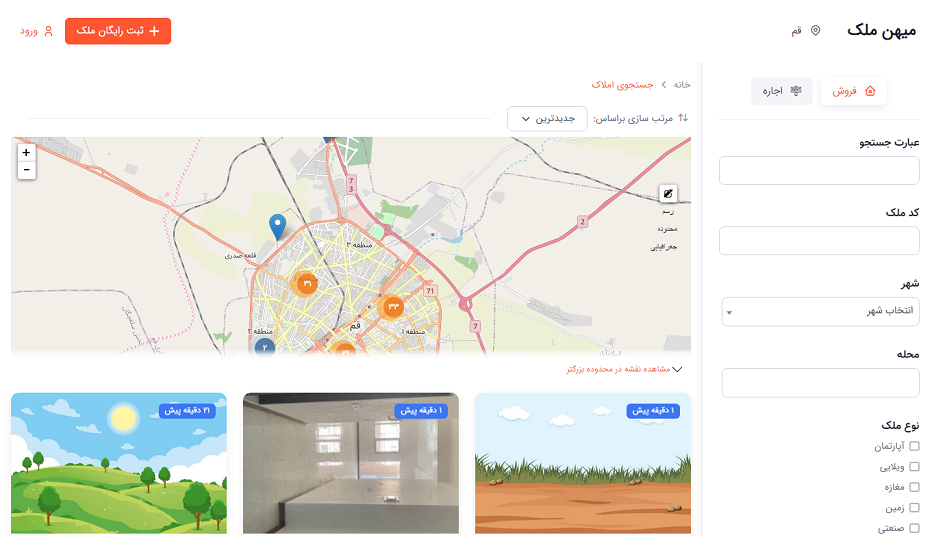 میهن ملک
قم
ثبت رایگان ملک
ورود
فروش
اجاره
عبارت جستجو
کد ملک
شهر
انتخاب شهر
محله
نوع ملک
آپارتمان
ویلایی
مغازه
زمین
صنعتی
خانه
جستجوی املاک
مرتب سازی براساس:
جدیدترین
+
−
رسم
محدوده
جغرافیایی
7
3
2
71
7
منطقه ۳
قلعه صدری
۳۱
۳۳
قم
منطقه ۲
منطقه ۱
۲
مشاهده نقشه در محدوده بزرگتر
۱ دقیقه پیش
۱ دقیقه پیش
۲۱ دقیقه پیش